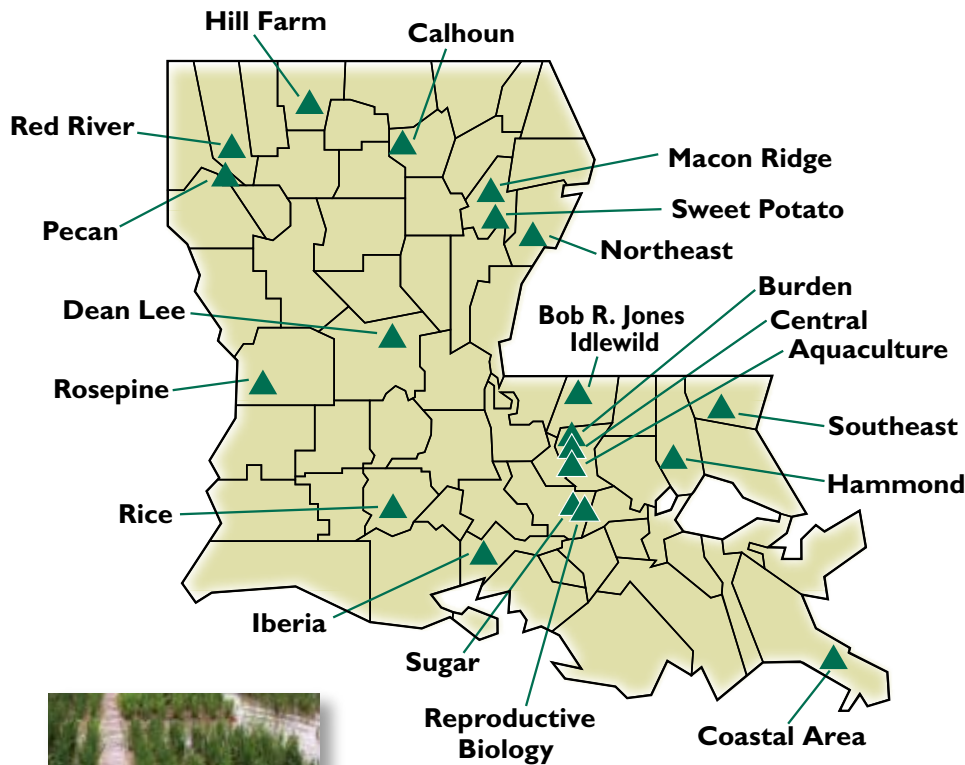 Hill Farm
Calhoun
Red River
Macon Ridge
Sweet Potato
Pecan
Northeast
Burden
Dean Lee
Bob R. Jones
Idlewild
Central
Aquaculture
Rosepine
Southeast
Hammond
Rice
Iberia
Sugar
Reproductive
Biology
Coastal Area